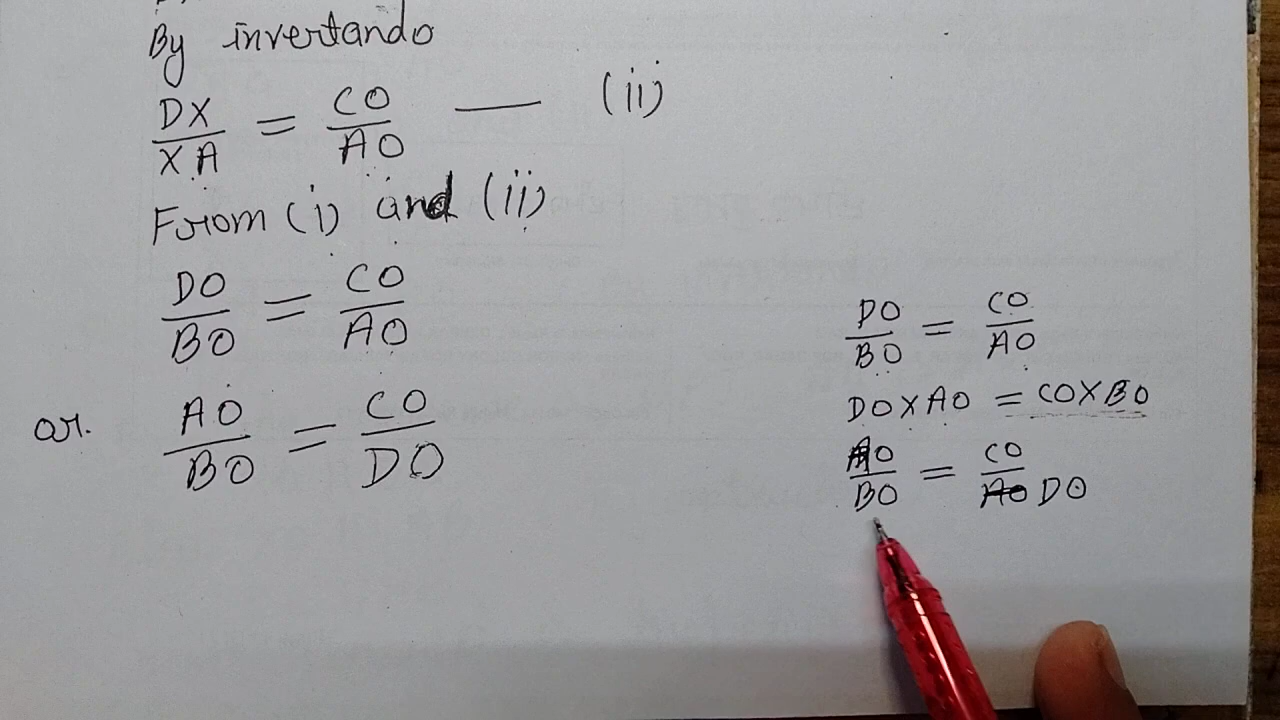 By invertando
DX/XA = CO/AO — (ii)
From (i) and (ii)
DO/BO = CO/AO
or. AO/BO = CO/DO
DO/BO = CO/AO
DO×AO = CO×BO
AO/BO = CO/AO DO